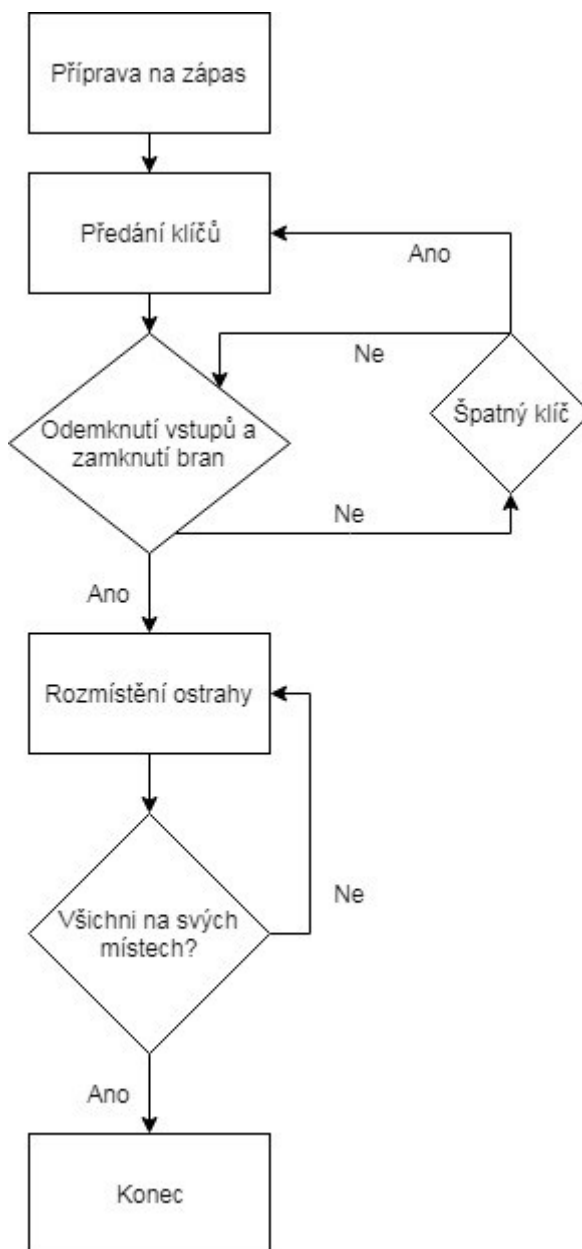 Příprava na zápas
Předání klíčů
Ano
Ne
Špatný klíč
Odemknutí vstupů a
zamknutí bran
Ne
Ano
Rozmístění ostrahy
Ne
Všichni na svých
místech?
Ano
Konec